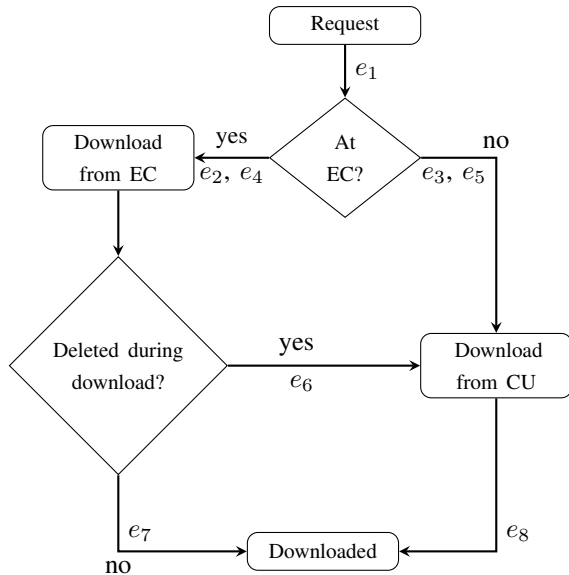 Request
e₁
At
EC?
yes
e₂, e₄
no
e₃, e₅
Download
from EC
Deleted during
download?
yes
e₆
Download
from CU
e₇
no
e₈
Downloaded